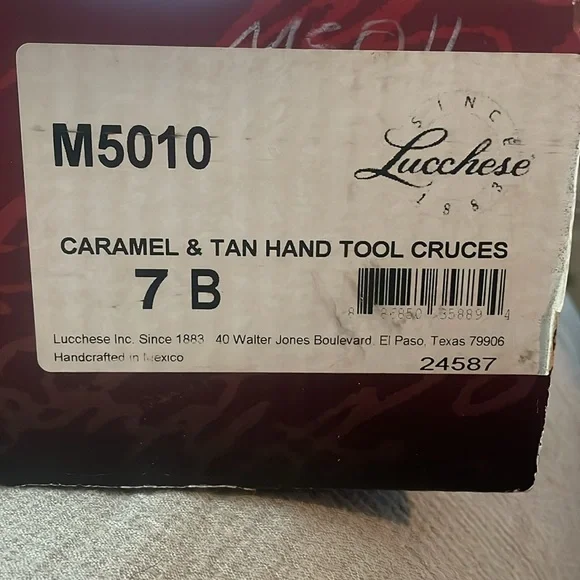 M5010
SINCE
Lucchese
1883
CARAMEL & TAN HAND TOOL CRUCES
7 B
Lucchese Inc. Since 1883 40 Walter Jones Boulevard. El Paso, Texas 79906
Handcrafted in Mexico
24587